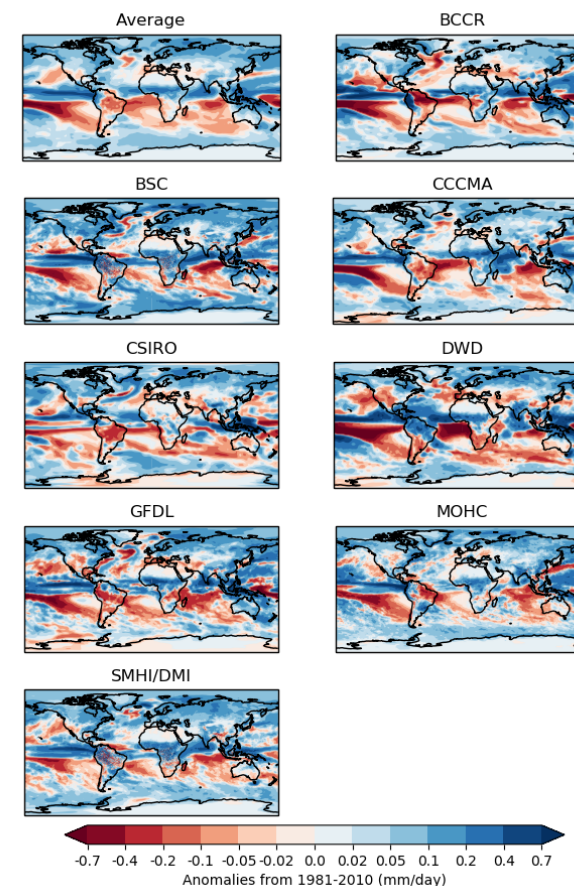 Average
BCCR
BSC
CCCMA
CSIRO
DWD
GFDL
MOHC
SMHI/DMI
-0.7 -0.4 -0.2 -0.1 -0.05 -0.02 0.0 0.02 0.05 0.1 0.2 0.4 0.7
Anomalies from 1981-2010 (mm/day)